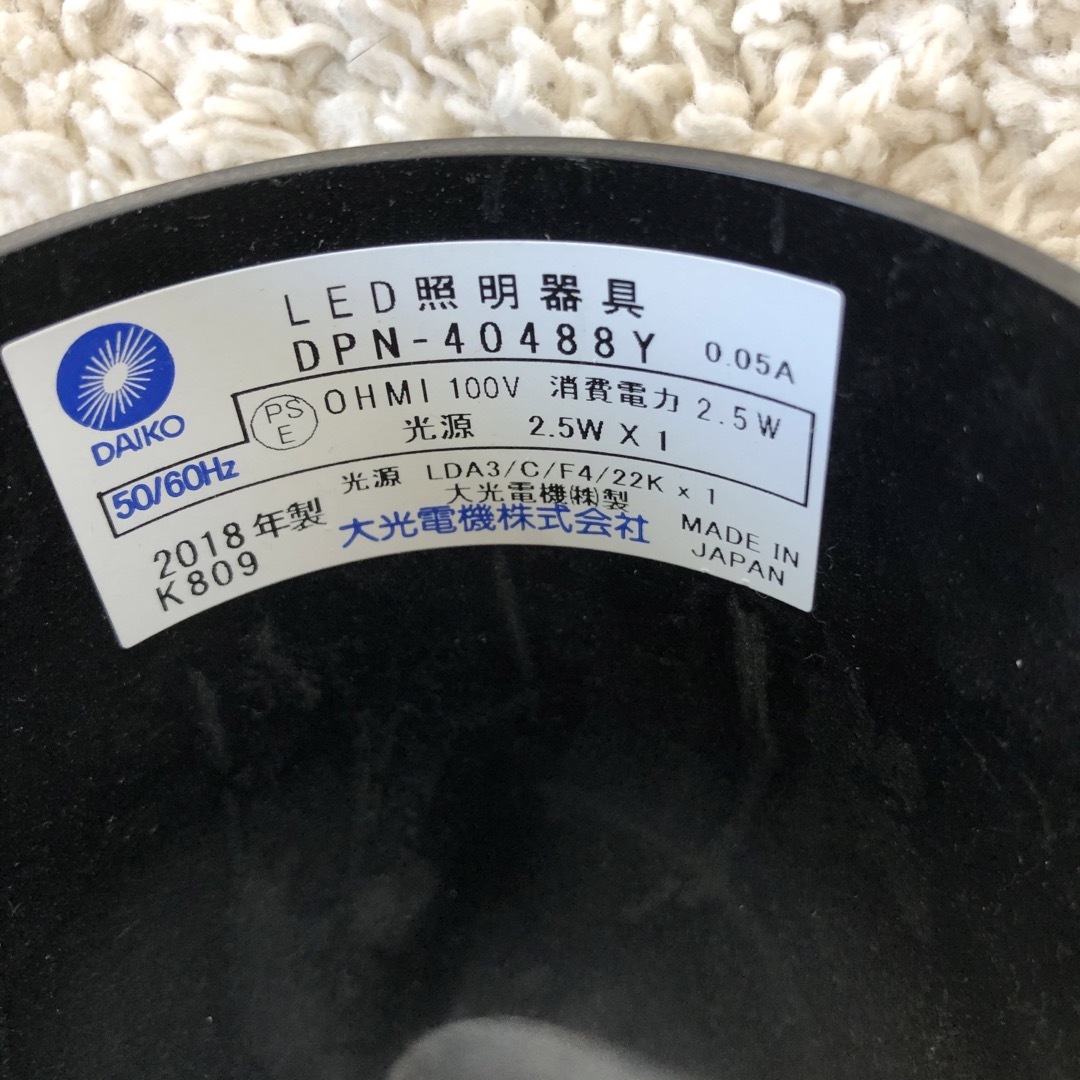 LED照明器具
DPN-40488Y 0.05A
DAIKO
PS
E
OHMI 100V 消費電力 2.5W
光源 2.5W X 1
50/60Hz
光源 LDA3/C/F4/22K x 1
大光電機㈱製
2018年製 大光電機株式会社 MADE IN
K809 JAPAN